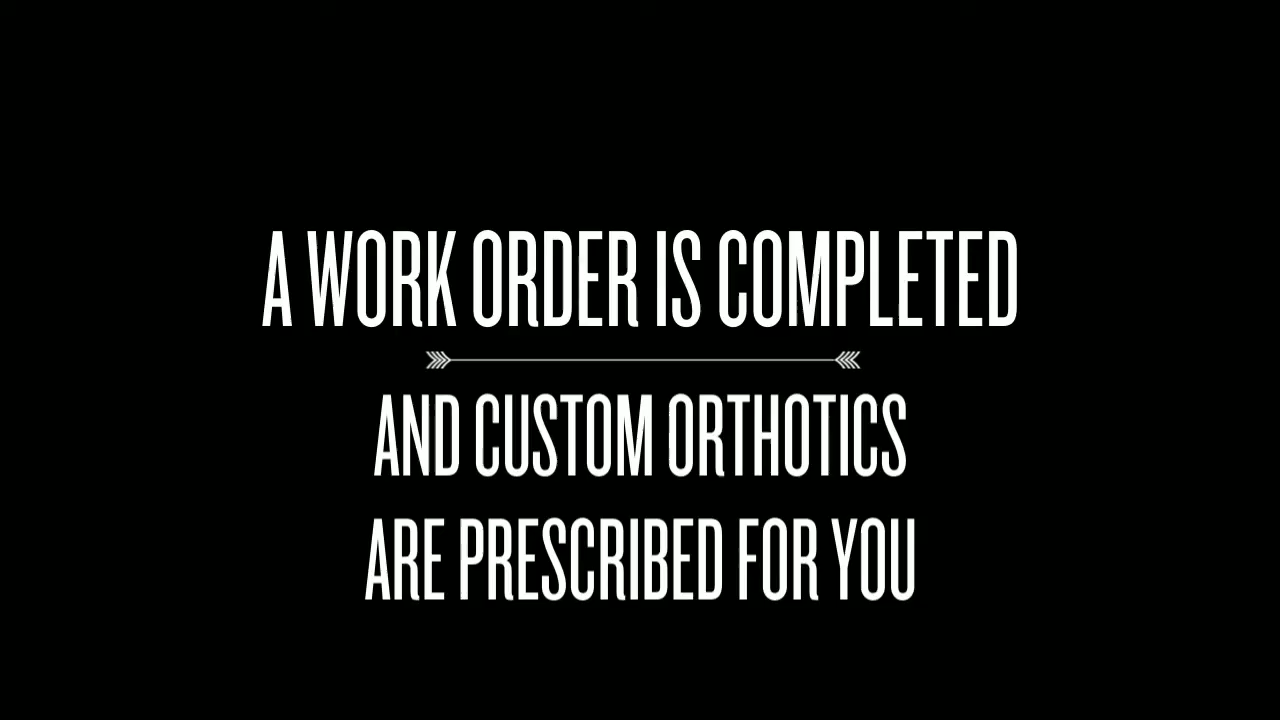 A WORK ORDER IS COMPLETED
AND CUSTOM ORTHOTICS
ARE PRESCRIBED FOR YOU